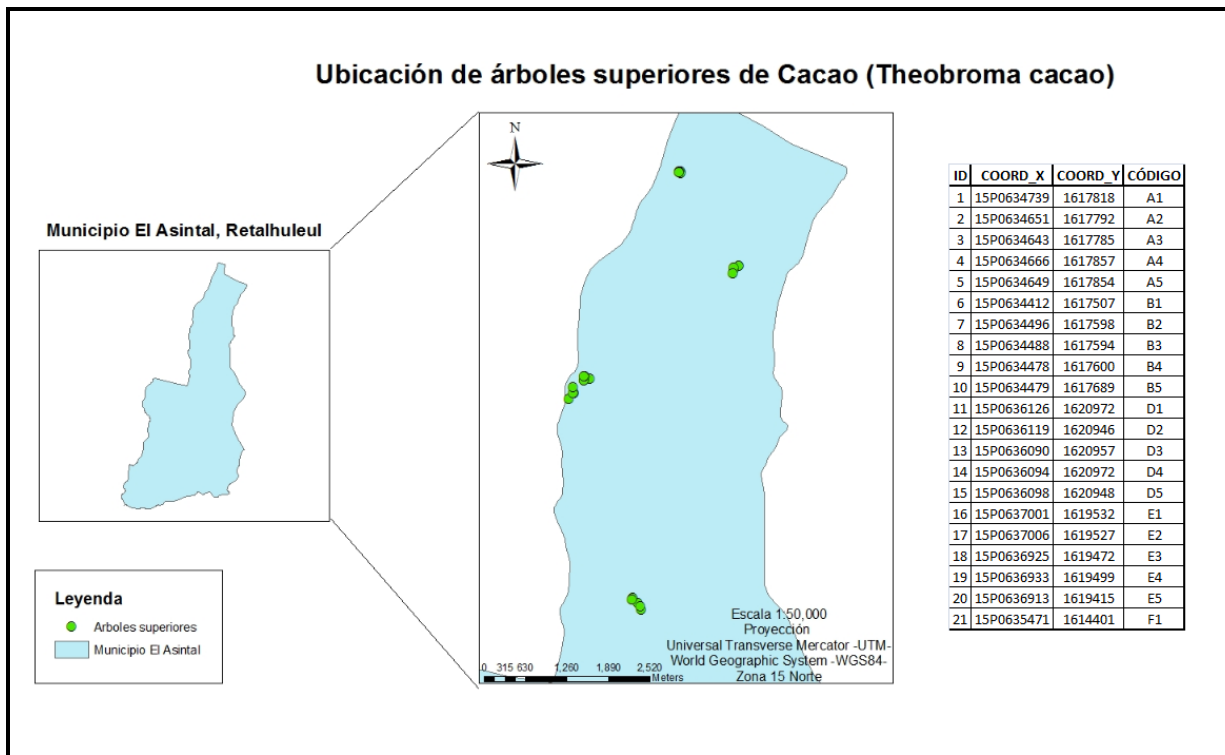 Ubicación de árboles superiores de Cacao (Theobroma cacao)
Municipio El Asintal, Retalhuleul
N
Leyenda
Arboles superiores
Municipio El Asintal
0 315 630 1,260 1,890 2,520
Meters
Escala 1:50,000
Proyección
Universal Transverse Mercator -UTM-
World Geographic System -WGS84-
Zona 15 Norte
ID COORD_X COORD_Y CÓDIGO
1 15P0634739 1617818 A1
2 15P0634651 1617792 A2
3 15P0634643 1617785 A3
4 15P0634666 1617857 A4
5 15P0634649 1617854 A5
6 15P0634412 1617507 B1
7 15P0634496 1617598 B2
8 15P0634488 1617594 B3
9 15P0634478 1617600 B4
10 15P0634479 1617689 B5
11 15P0636126 1620972 D1
12 15P0636119 1620946 D2
13 15P0636090 1620957 D3
14 15P0636094 1620972 D4
15 15P0636098 1620948 D5
16 15P0637001 1619532 E1
17 15P0637006 1619527 E2
18 15P0636925 1619472 E3
19 15P0636933 1619499 E4
20 15P0636913 1619415 E5
21 15P0635471 1614401 F1